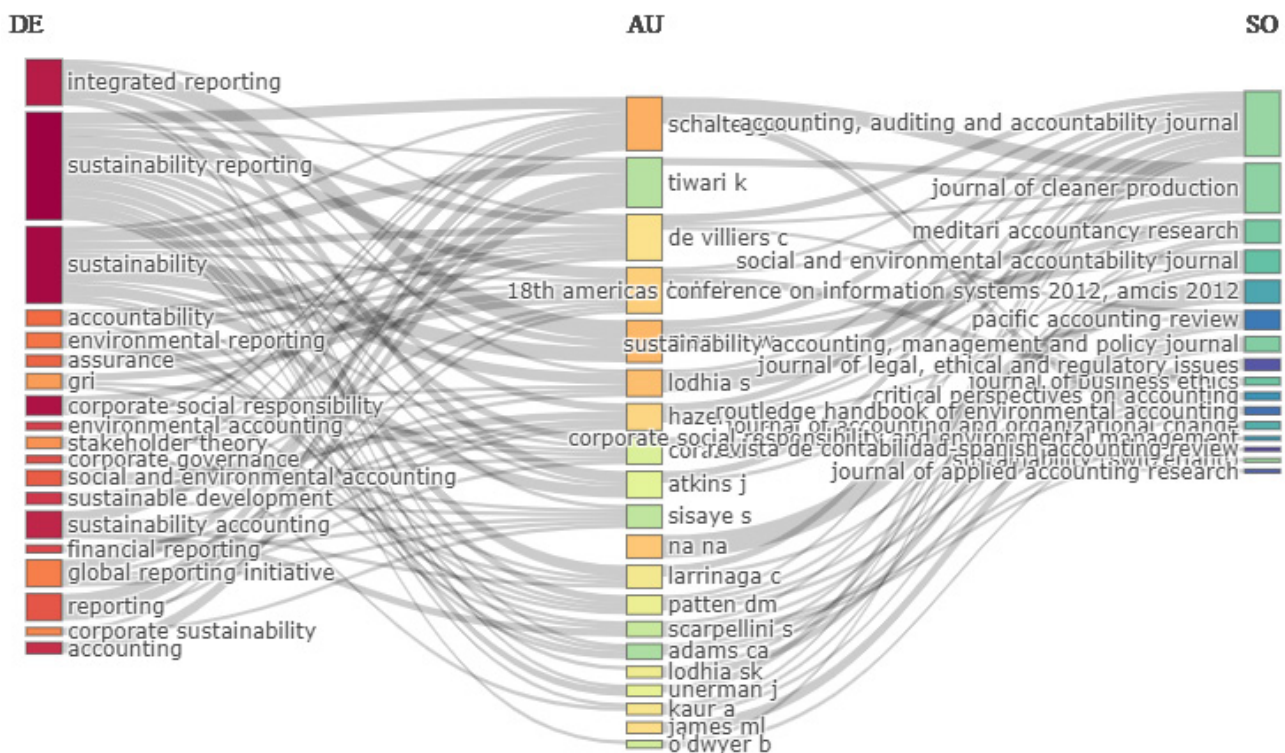 DE
AU
SO
integrated reporting
sustainability reporting
sustainability
accountability
environmental reporting
assurance
gri
corporate social responsibility
environmental accounting
stakeholder theory
corporate governance
social and environmental accounting
sustainable development
sustainability accounting
financial reporting
global reporting initiative
reporting
corporate sustainability
accounting
tiwari k
de villiers c
lodhia s
atkins j
sisaye s
na na
larrinaga c
patten dm
scarpellini s
adams ca
lodhia sk
unerman j
kaur a
james ml
o'dwyer b
accounting, auditing and accountability journal
journal of cleaner production
meditari accountancy research
social and environmental accountability journal
18th americas conference on information systems 2012, amcis 2012
pacific accounting review
sustainability accounting, management and policy journal
journal of legal, ethical and regulatory issues
journal of business ethics
critical perspectives on accounting
routledge handbook of environmental accounting
journal of accounting and organizational change
corporate social responsibility and environmental management
revista de contabilidad-spanish accounting review
journal of applied accounting research